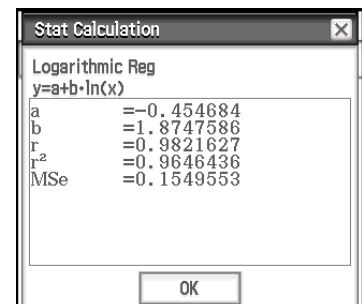 Stat Calculation
Logarithmic Reg
y=a+b·ln(x)
a =-0.454684
b =1.8747586
r =0.9821627
r² =0.9646436
MSe =0.1549553
OK